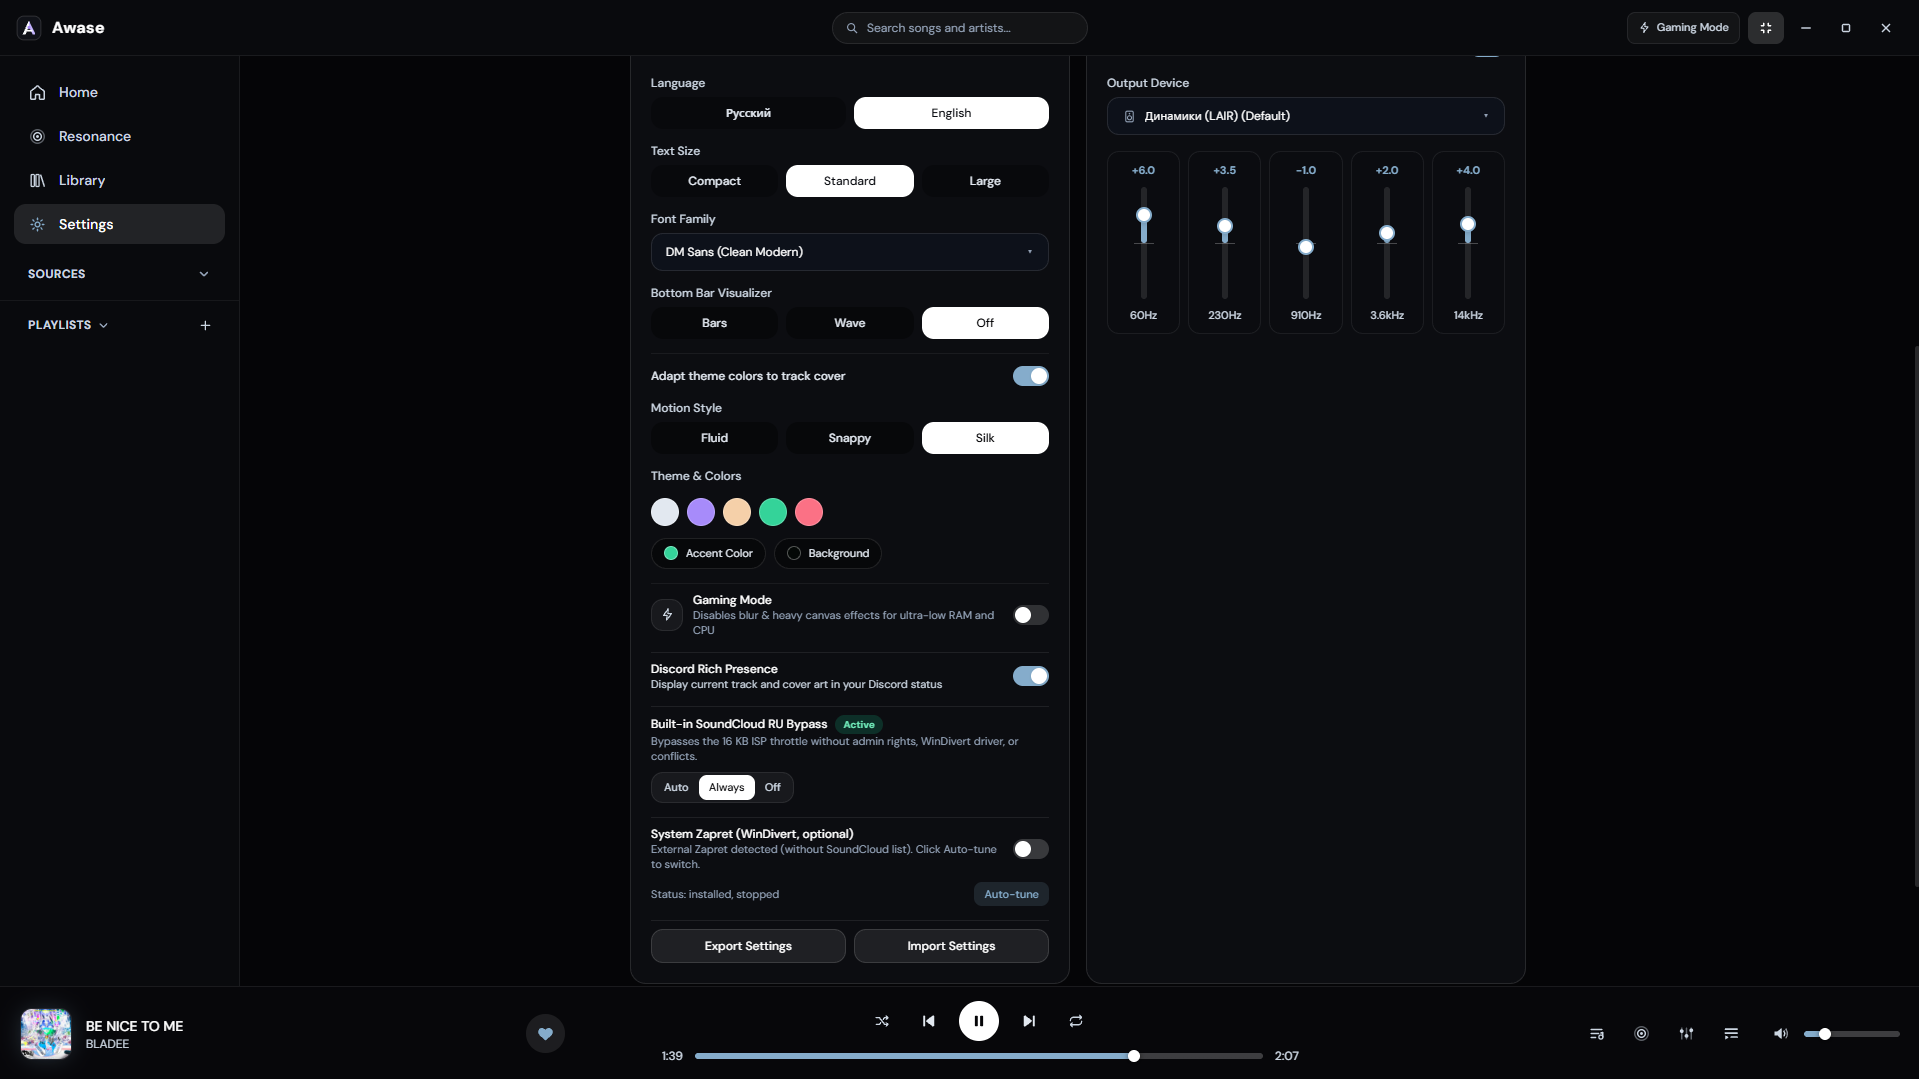 Awase
Search songs and artists...
Gaming Mode
Home
Resonance
Library
Settings
SOURCES
PLAYLISTS
Language
Русский
English
Text Size
Compact
Standard
Large
Font Family
DM Sans (Clean Modern)
Bottom Bar Visualizer
Bars
Wave
Off
Adapt theme colors to track cover
Motion Style
Fluid
Snappy
Silk
Theme & Colors
Accent Color
Background
Gaming Mode
Disables blur & heavy canvas effects for ultra-low RAM and
CPU
Discord Rich Presence
Display current track and cover art in your Discord status
Built-in SoundCloud RU Bypass
Active
Bypasses the 16 KB ISP throttle without admin rights, WinDivert driver, or
conflicts.
Auto
Always
Off
System Zapret (WinDivert, optional)
External Zapret detected (without SoundCloud list). Click Auto-tune
to switch.
Status: installed, stopped
Auto-tune
Export Settings
Import Settings
Output Device
Динамики (LAIR) (Default)
+6.0
+3.5
-1.0
+2.0
+4.0
60Hz
230Hz
910Hz
3.6kHz
14kHz
BE NICE TO ME
BLADEE
1:39
2:07